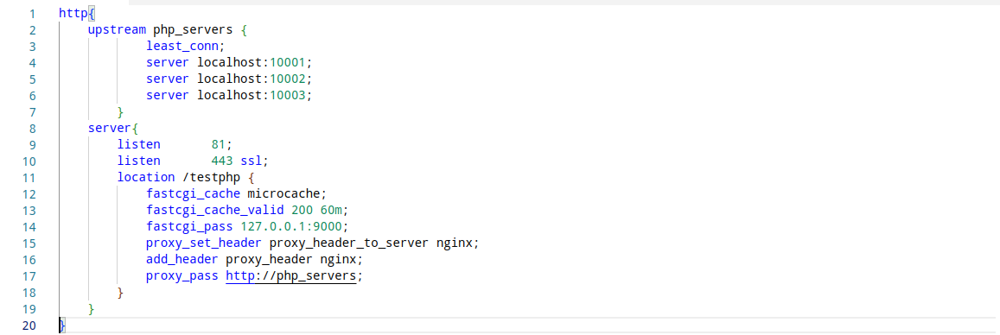 1 http{
2 upstream php_servers {
3 least_conn;
4 server localhost:10001;
5 server localhost:10002;
6 server localhost:10003;
7 }
8 server{
9 listen 81;
10 listen 443 ssl;
11 location /testphp {
12 fastcgi_cache microcache;
13 fastcgi_cache_valid 200 60m;
14 fastcgi_pass 127.0.0.1:9000;
15 proxy_set_header proxy_header_to_server nginx;
16 add_header proxy_header nginx;
17 proxy_pass http://php_servers;
18 }
19 }
20 }